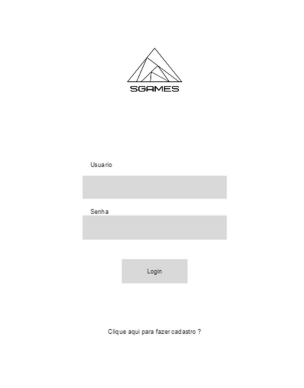 SGAMES
Usuario
Senha
Login
Clique aqui para fazer cadastro ?